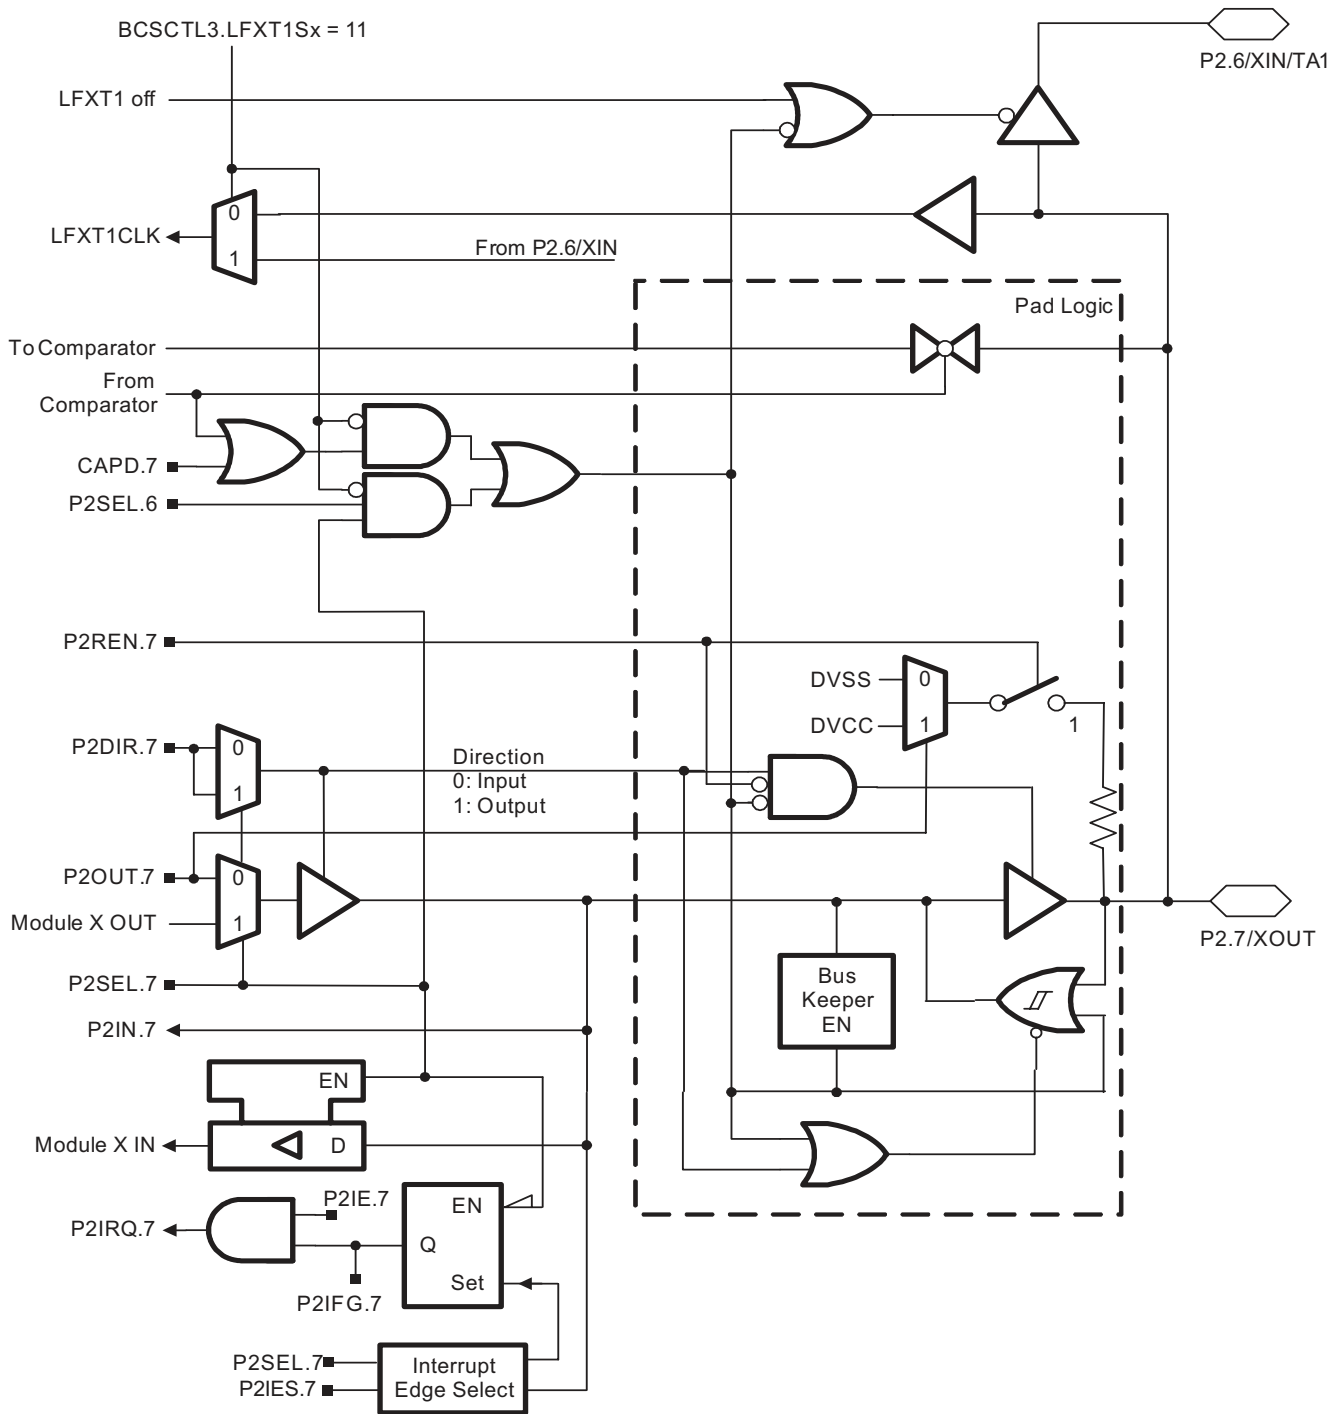 BCSCTL3.LFXT1Sx = 11
P2.6/XIN/TA1
LFXT1 off
0
LFXT1CLK
1
From P2.6/XIN
Pad Logic
To Comparator
From
Comparator
CAPD.7
P2SEL.6
P2REN.7
DVSS
0
DVCC
1
1
P2DIR.7
0
1
Direction
0: Input
1: Output
P2OUT.7
0
Module X OUT
1
P2.7/XOUT
P2SEL.7
Bus
Keeper
EN
P2IN.7
EN
Module X IN
D
P2IE.7
EN
P2IRQ.7
Q
Set
P2IFG.7
P2SEL.7
P2IES.7
Interrupt
Edge Select